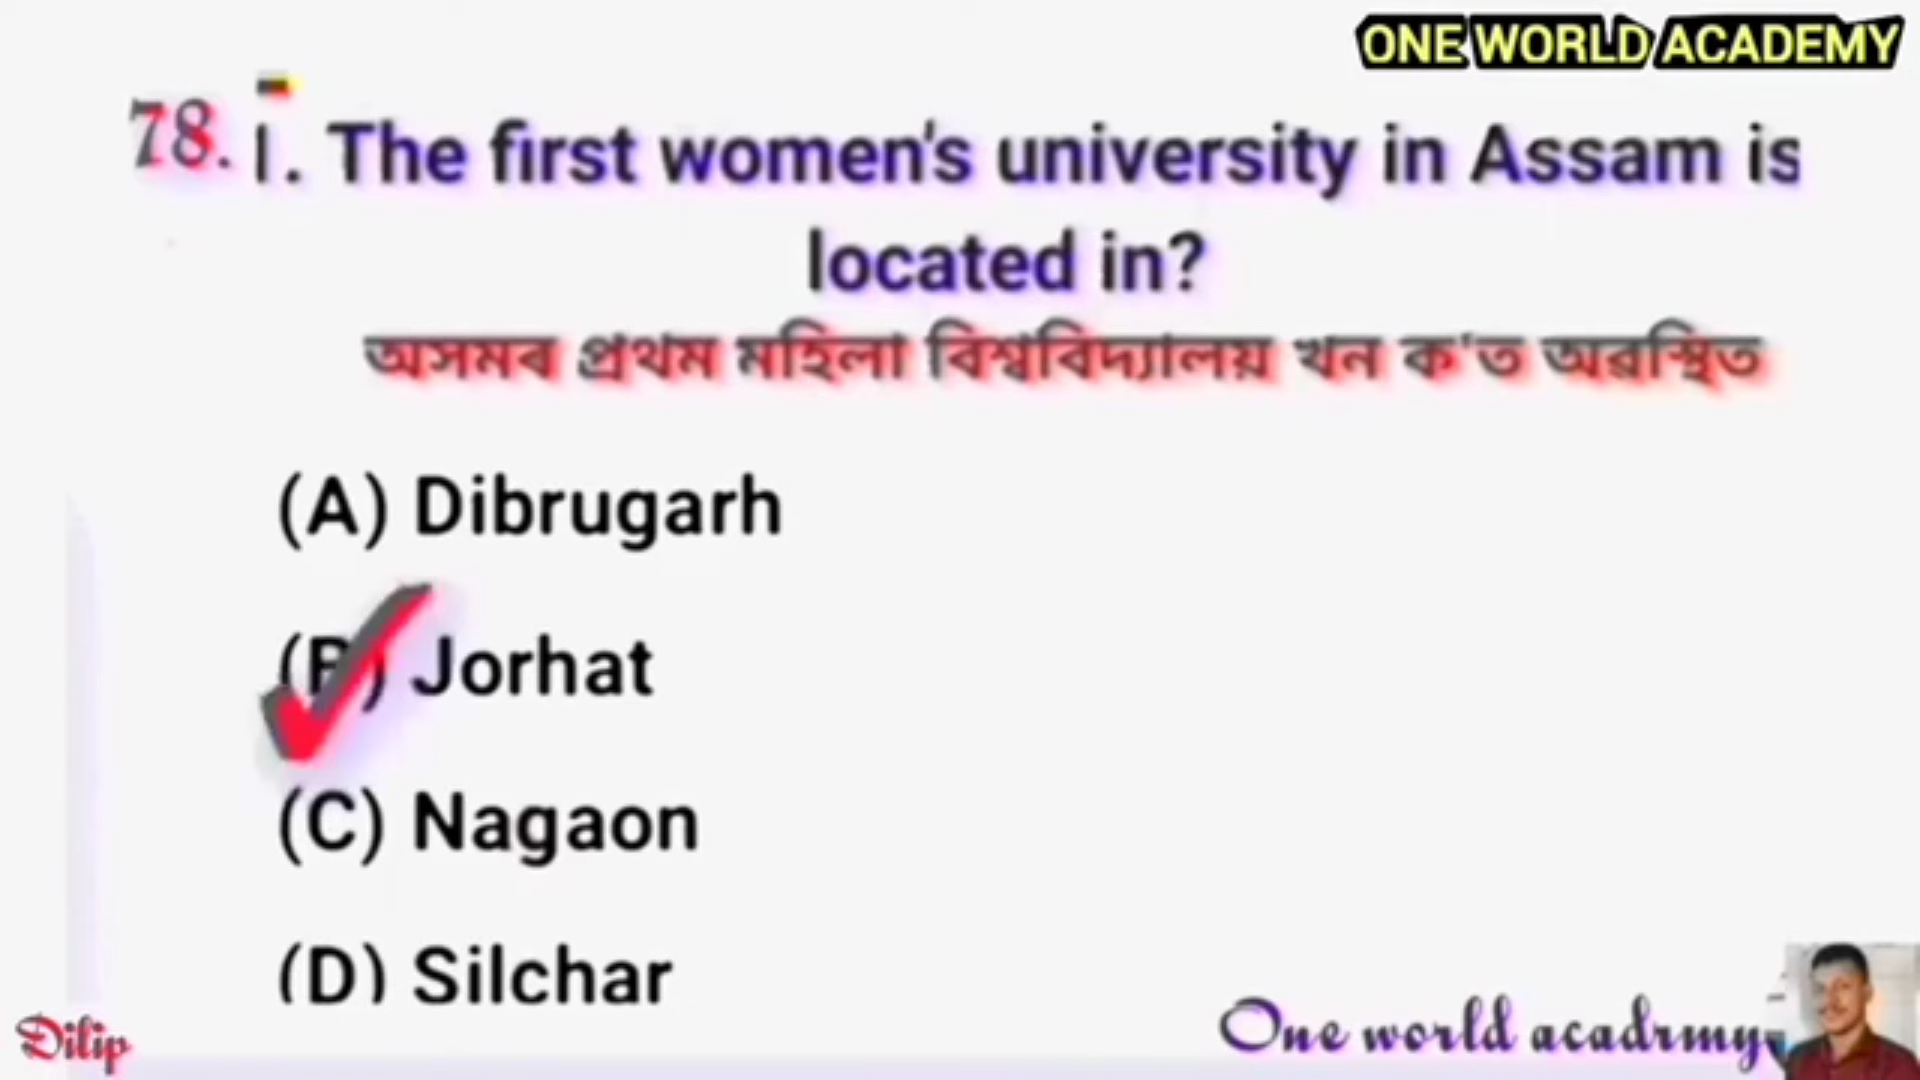 ONE WORLD ACADEMY
78. I. The first women's university in Assam is
located in?
অসমৰ প্ৰথম মহিলা বিশ্ববিদ্যালয় খন ক'ত অৱস্থিত
(A) Dibrugarh
(B) Jorhat
(C) Nagaon
(D) Silchar
Dilip
One world acadrmy